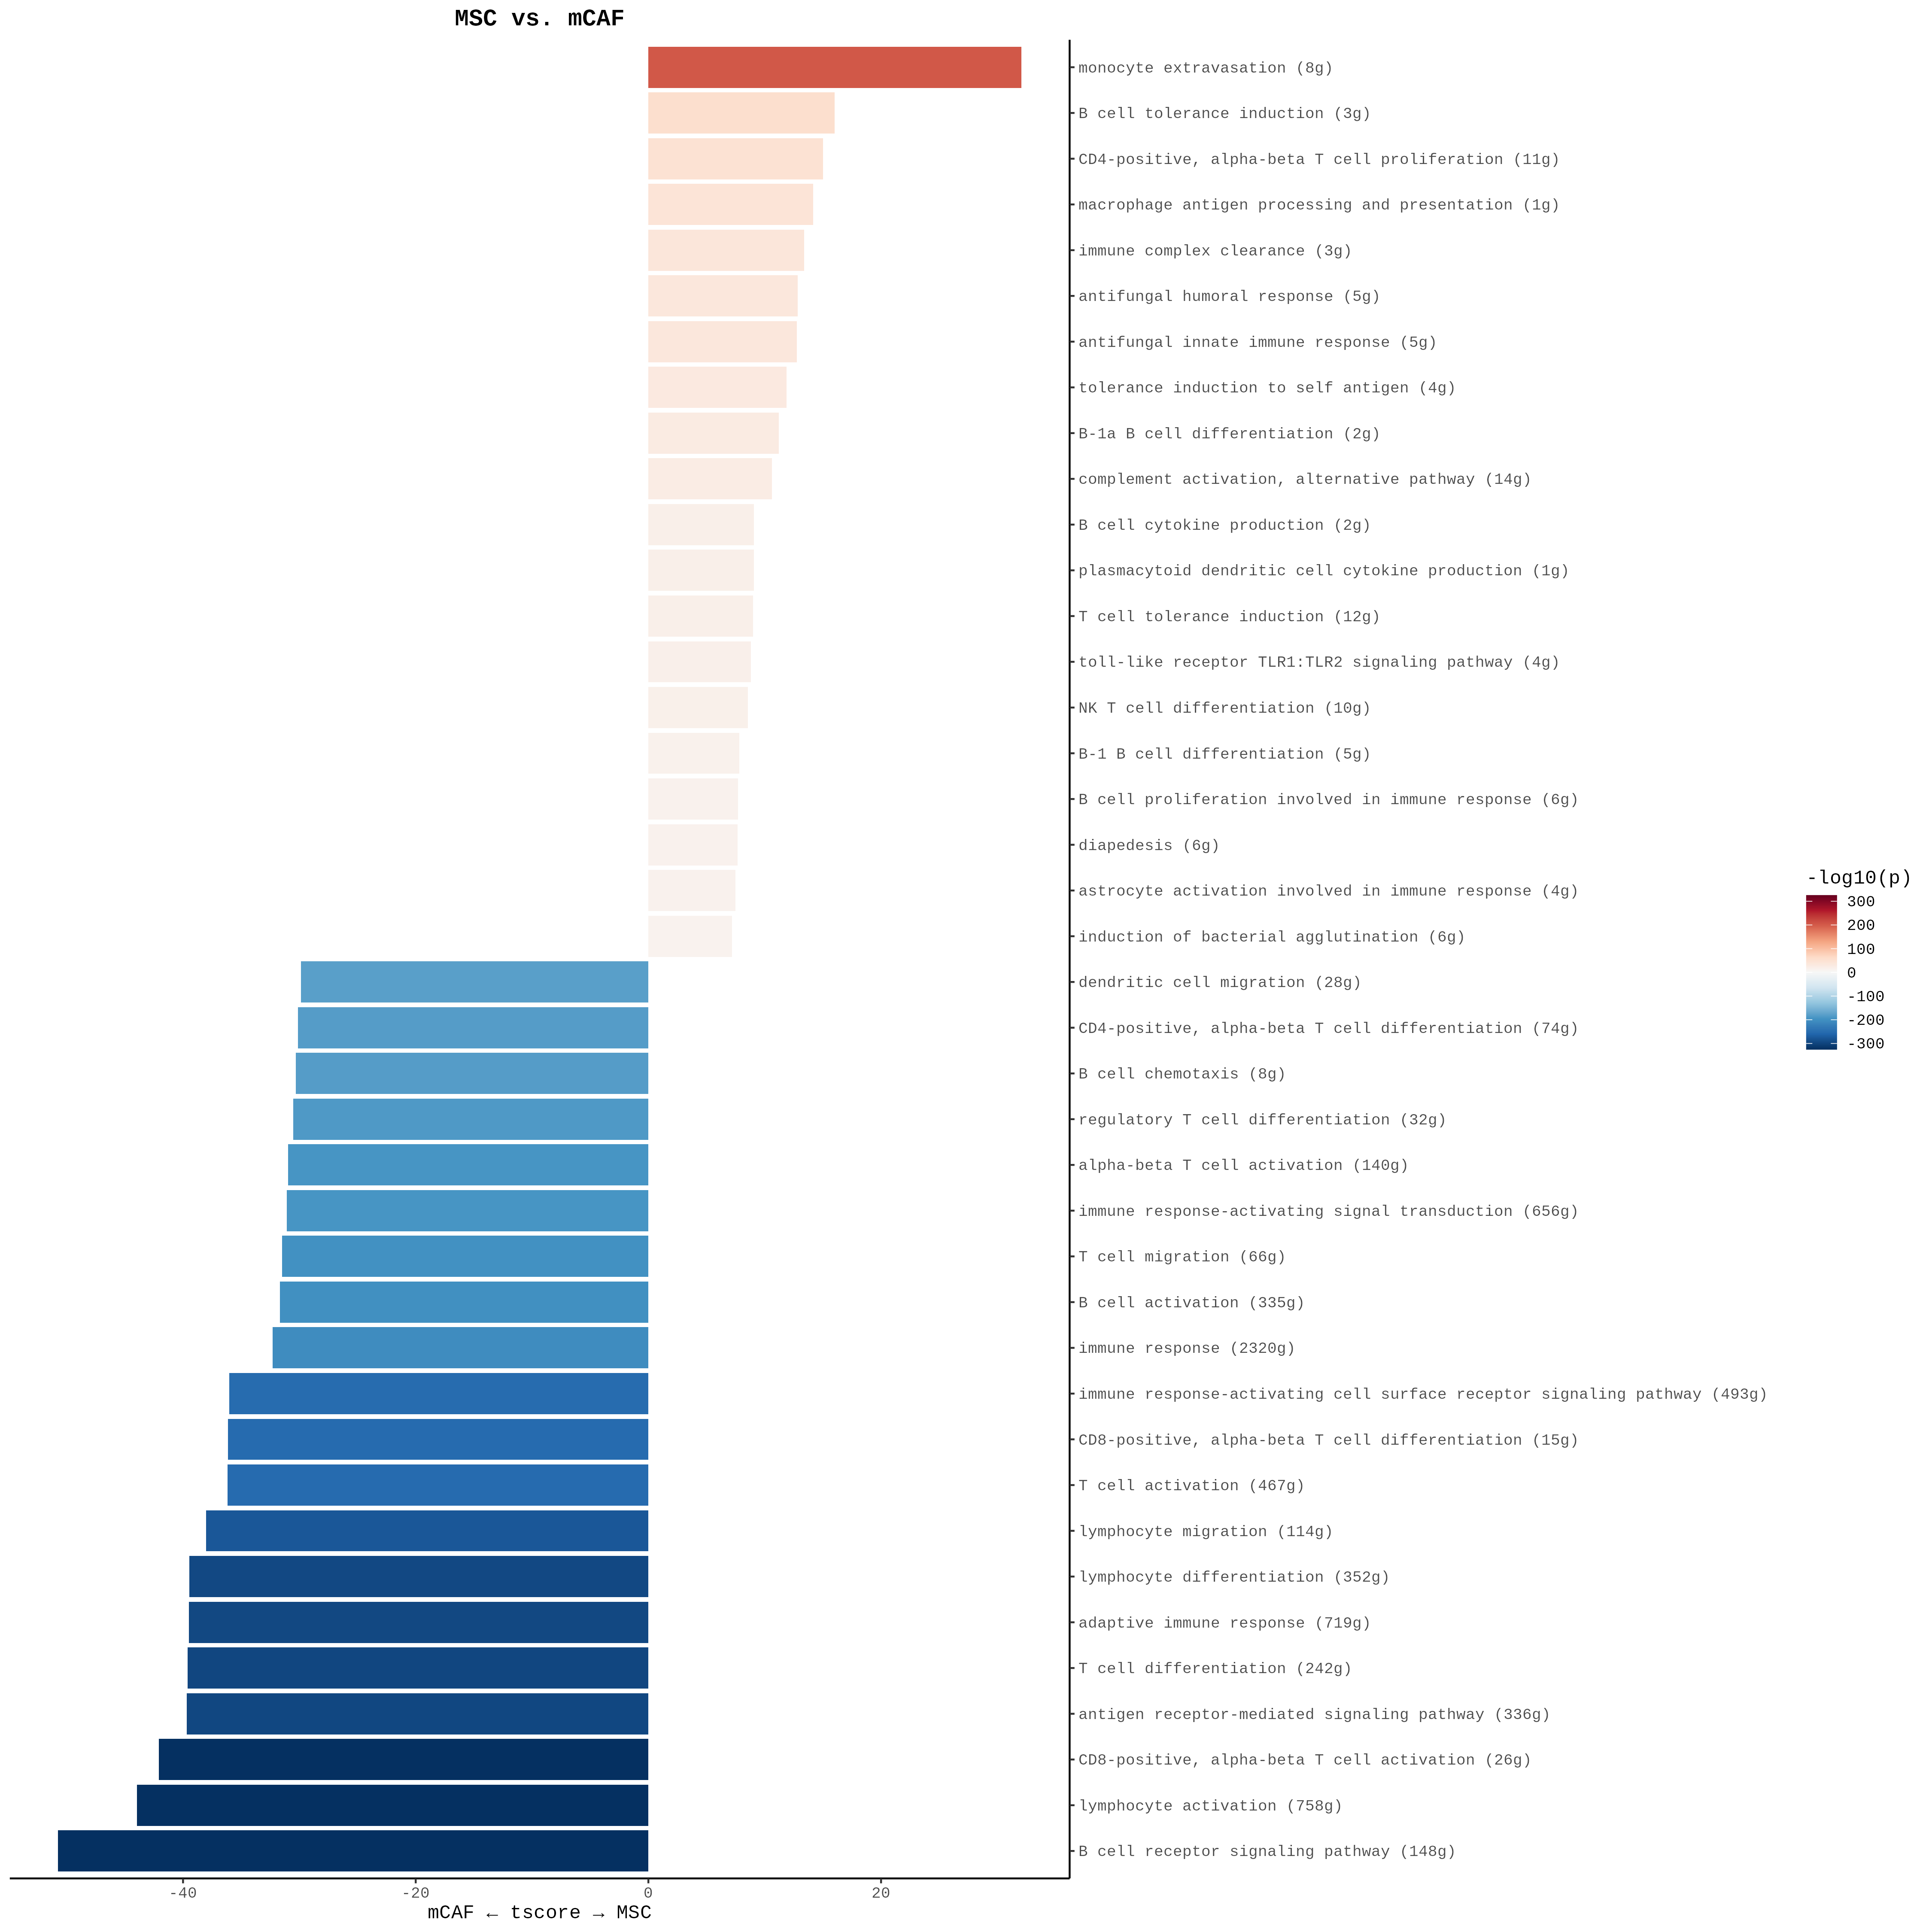 MSC vs. mCAF
monocyte extravasation (8g)
B cell tolerance induction (3g)
CD4-positive, alpha-beta T cell proliferation (11g)
macrophage antigen processing and presentation (1g)
immune complex clearance (3g)
antifungal humoral response (5g)
antifungal innate immune response (5g)
tolerance induction to self antigen (4g)
B-1a B cell differentiation (2g)
complement activation, alternative pathway (14g)
B cell cytokine production (2g)
plasmacytoid dendritic cell cytokine production (1g)
T cell tolerance induction (12g)
toll-like receptor TLR1:TLR2 signaling pathway (4g)
NK T cell differentiation (10g)
B-1 B cell differentiation (5g)
B cell proliferation involved in immune response (6g)
diapedesis (6g)
astrocyte activation involved in immune response (4g)
induction of bacterial agglutination (6g)
dendritic cell migration (28g)
CD4-positive, alpha-beta T cell differentiation (74g)
B cell chemotaxis (8g)
regulatory T cell differentiation (32g)
alpha-beta T cell activation (140g)
immune response-activating signal transduction (656g)
T cell migration (66g)
B cell activation (335g)
immune response (2320g)
immune response-activating cell surface receptor signaling pathway (493g)
CD8-positive, alpha-beta T cell differentiation (15g)
T cell activation (467g)
lymphocyte migration (114g)
lymphocyte differentiation (352g)
adaptive immune response (719g)
T cell differentiation (242g)
antigen receptor-mediated signaling pathway (336g)
CD8-positive, alpha-beta T cell activation (26g)
lymphocyte activation (758g)
B cell receptor signaling pathway (148g)
-40 -20 0 20
mCAF ← tscore → MSC
-log10(p)
300
200
100
0
-100
-200
-300